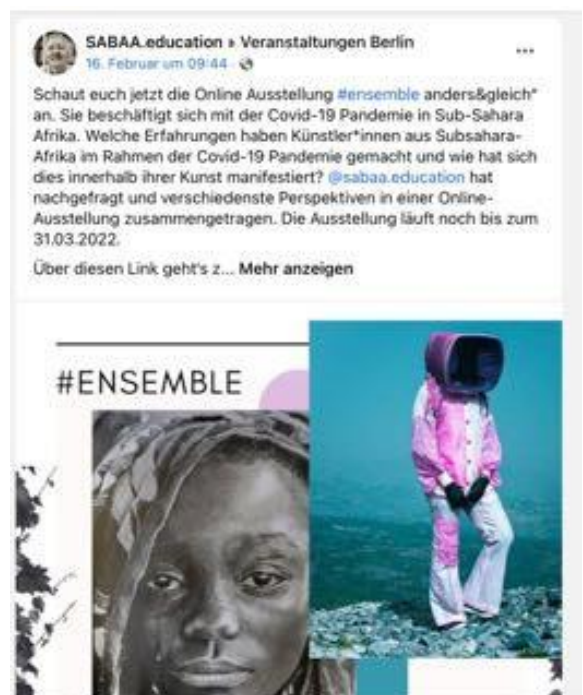 SABAA.education ▸ Veranstaltungen Berlin
16. Februar um 09:44 ·
Schaut euch jetzt die Online Ausstellung #ensemble anders&gleich"
an. Sie beschäftigt sich mit der Covid-19 Pandemie in Sub-Sahara
Afrika. Welche Erfahrungen haben Künstler*innen aus Subsahara-
Afrika im Rahmen der Covid-19 Pandemie gemacht und wie hat sich
dies innerhalb ihrer Kunst manifestiert? @sabaa.education hat
nachgefragt und verschiedenste Perspektiven in einer Online-
Ausstellung zusammengetragen. Die Ausstellung läuft noch bis zum
31.03.2022.
Über diesen Link geht's z... Mehr anzeigen
#ENSEMBLE